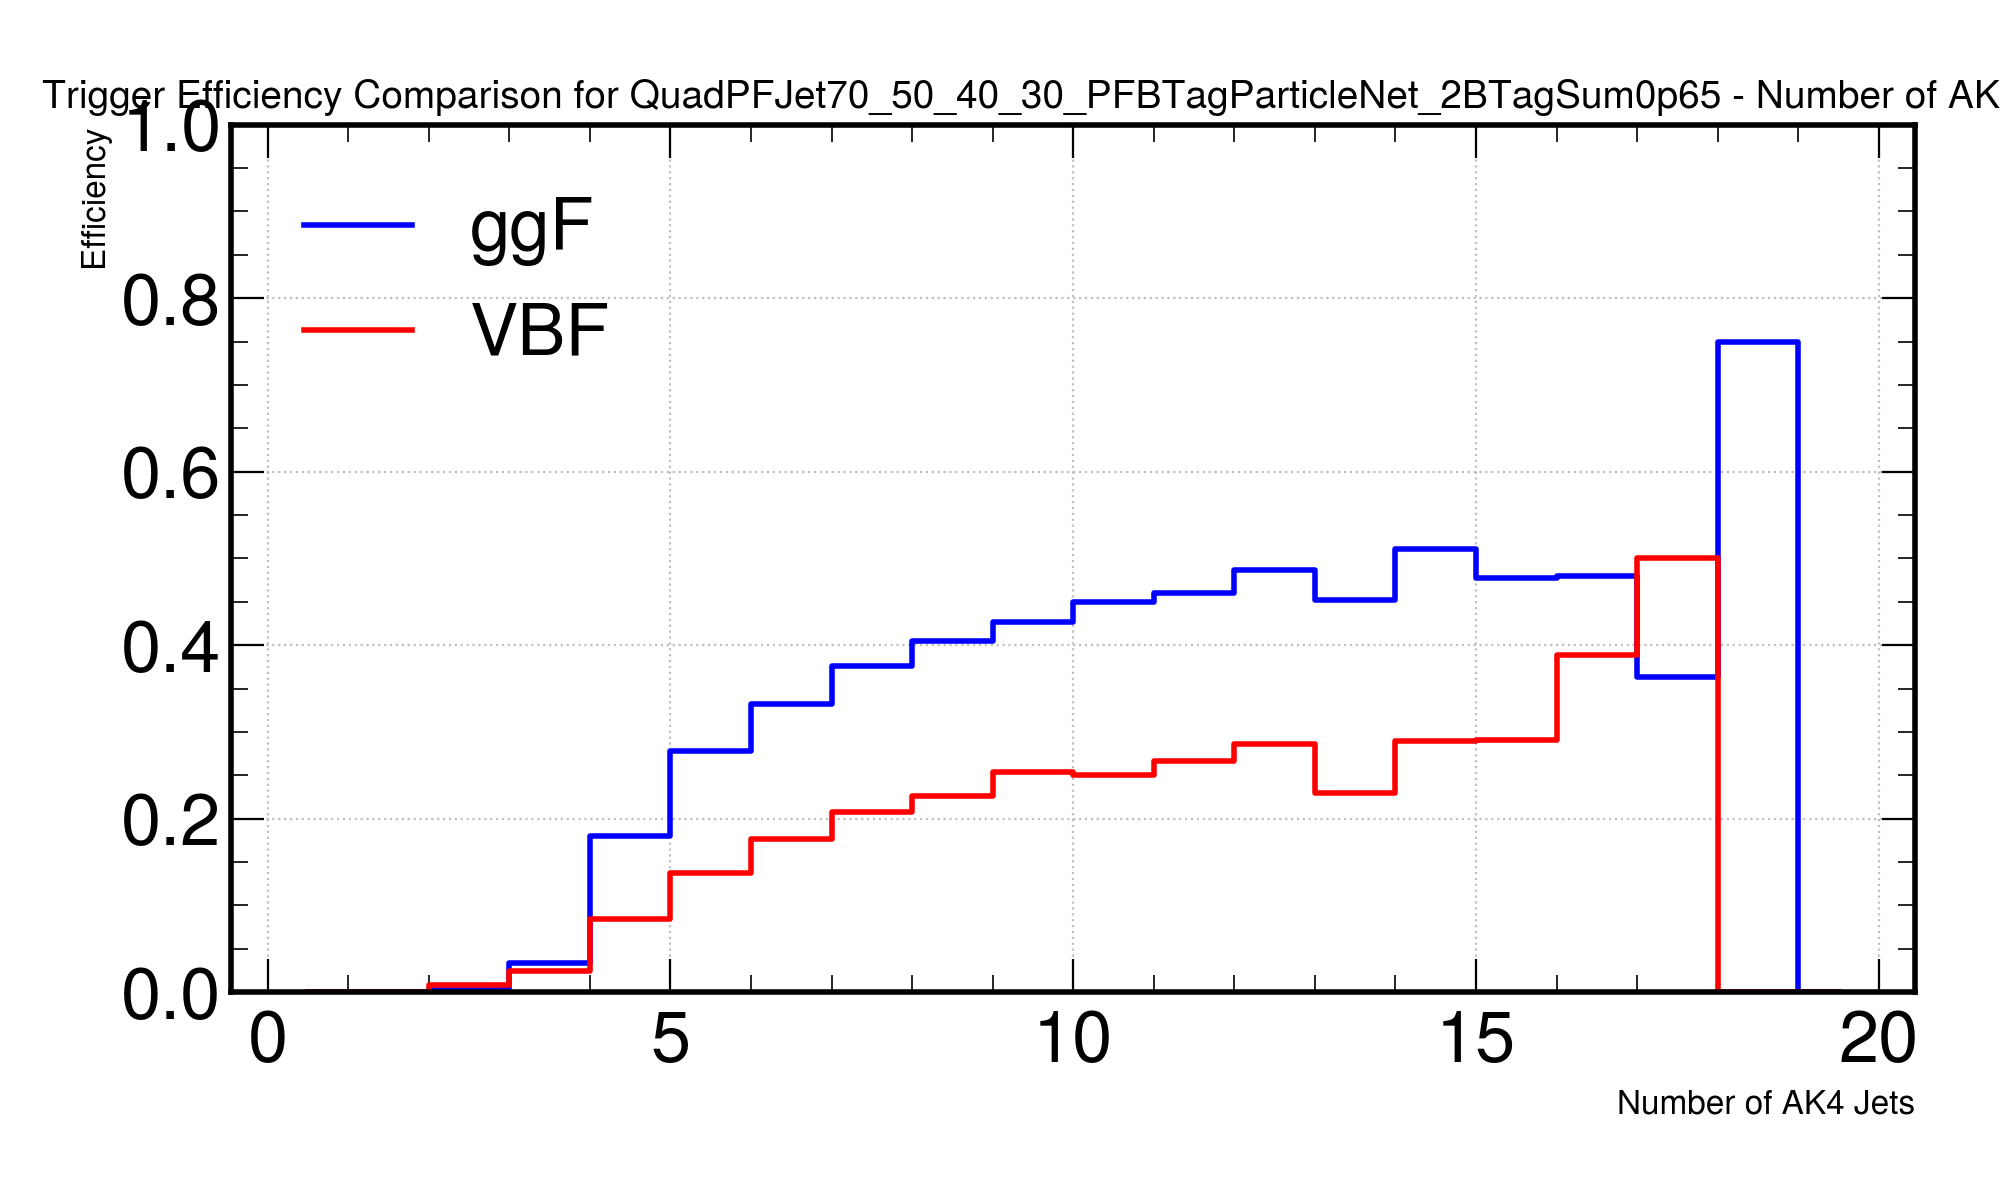 Trigger Efficiency Comparison for QuadPFJet70_50_40_30_PFBTagParticleNet_2BTagSum0p65 - Number of AK
Efficiency
1.0
0.8
0.6
0.4
0.2
0.0
ggF
VBF
0 5 10 15 20
Number of AK4 Jets